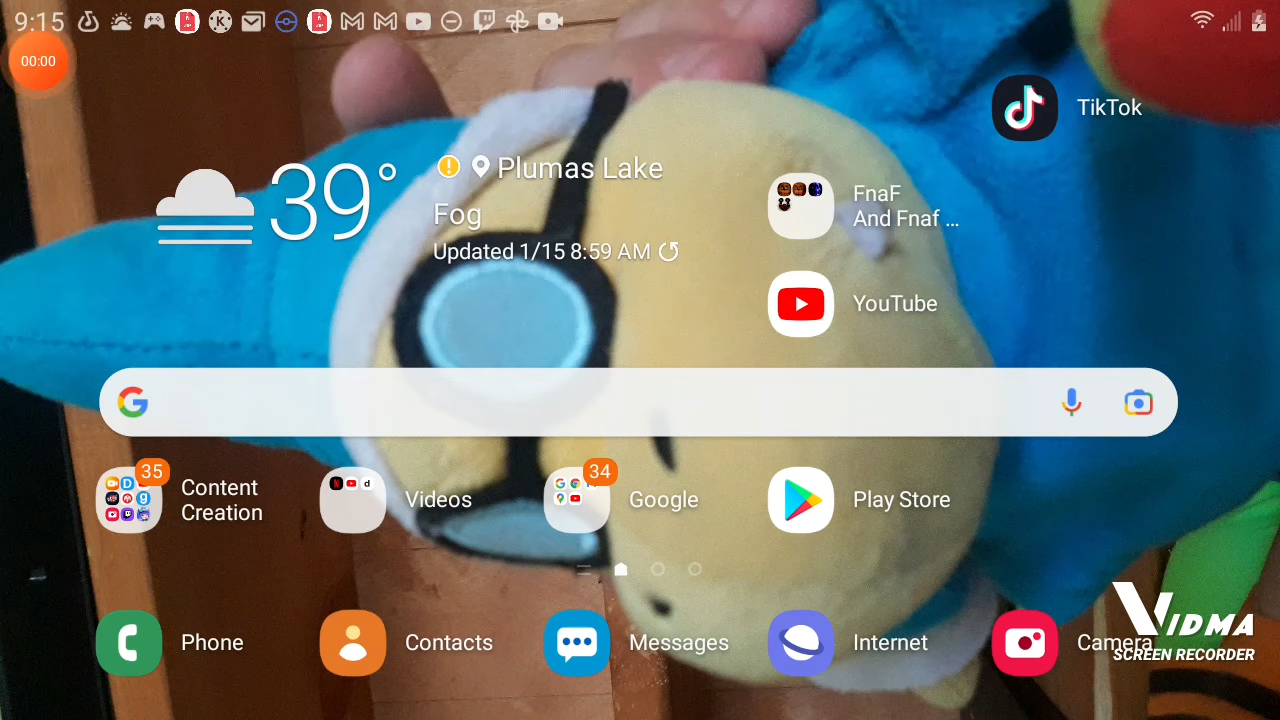 9:15
00:00
TikTok
39°
Plumas Lake
Fog
Updated 1/15 8:59 AM
FnaF
And Fnaf ...
YouTube
35
Content
Creation
Videos
34
Google
Play Store
Phone
Contacts
Messages
Internet
Camera
VIDMA
SCREEN RECORDER